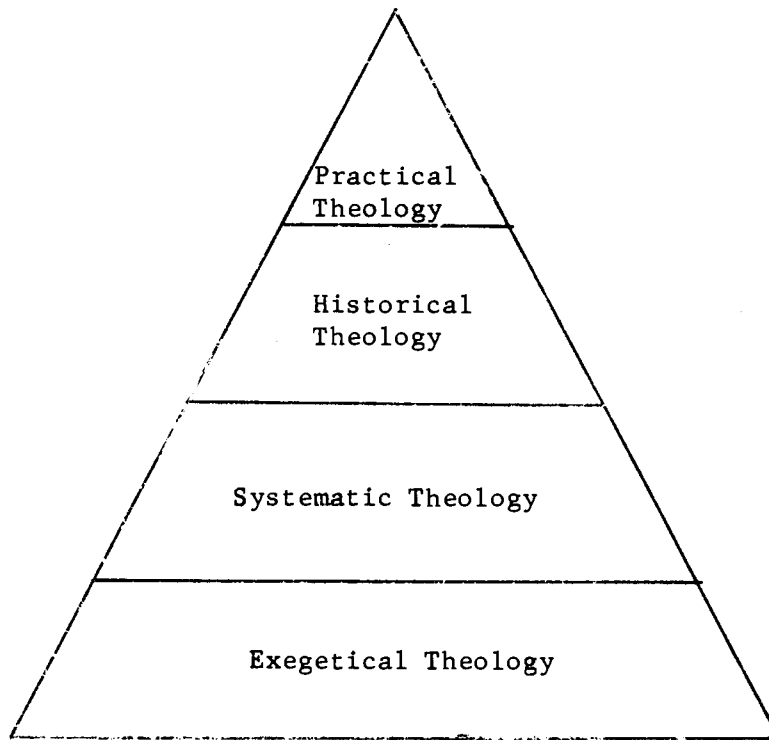 Practical
Theology
Historical
Theology
Systematic Theology
Exegetical Theology